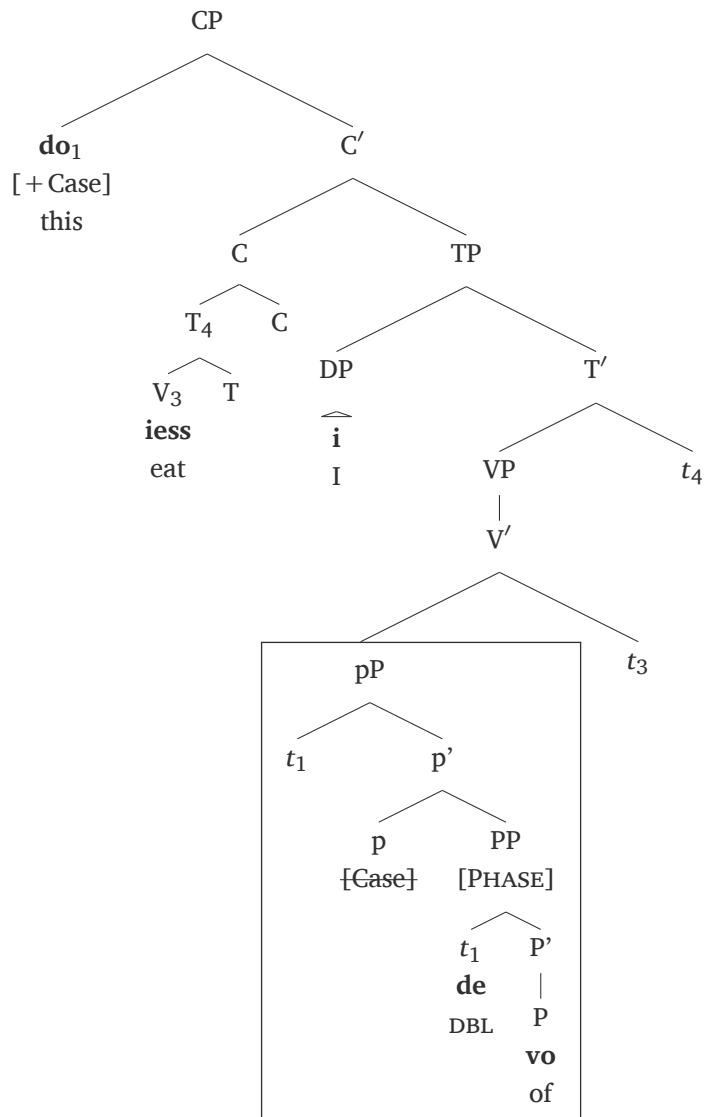 CP
do1 C′
[+Case]
this
C TP
T4 C DP T′
V3 T
iess i VP t4
eat I
V′
pP t3
t1 p'
p PP
[Case] [PHASE]
t1 P'
de
DBL P
vo
of